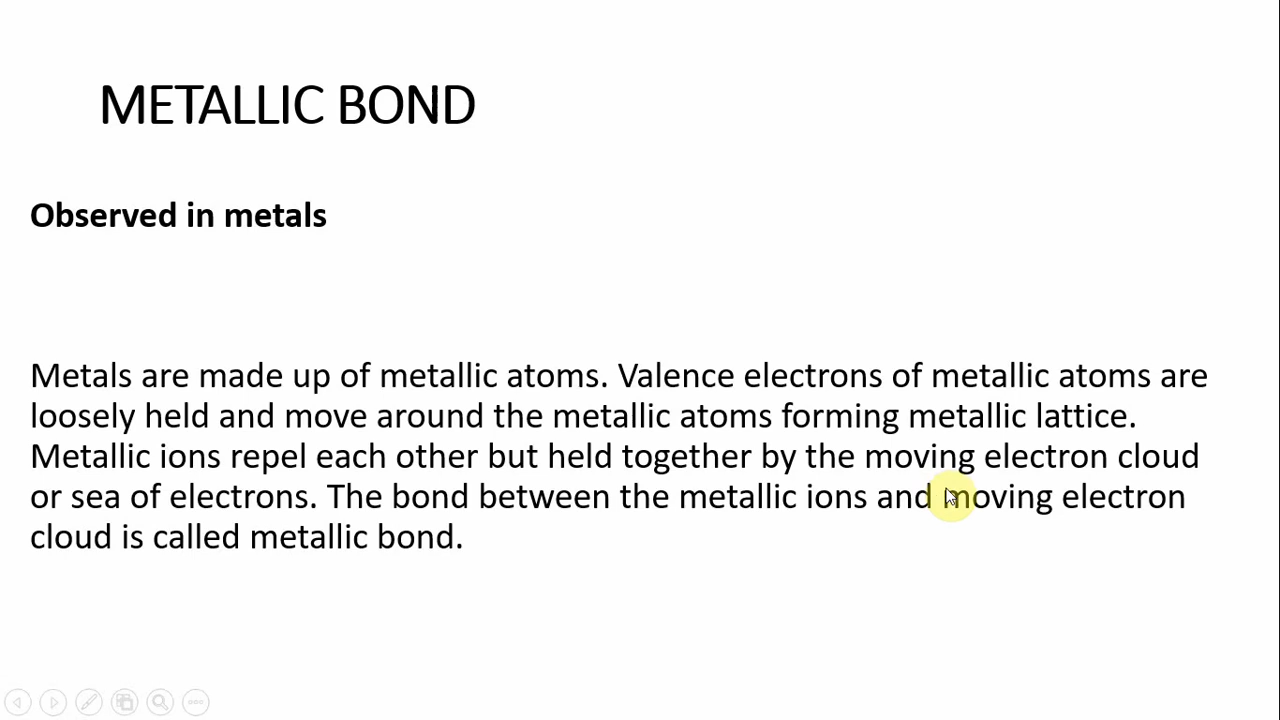 METALLIC BOND
Observed in metals
Metals are made up of metallic atoms. Valence electrons of metallic atoms are
loosely held and move around the metallic atoms forming metallic lattice.
Metallic ions repel each other but held together by the moving electron cloud
or sea of electrons. The bond between the metallic ions and moving electron
cloud is called metallic bond.